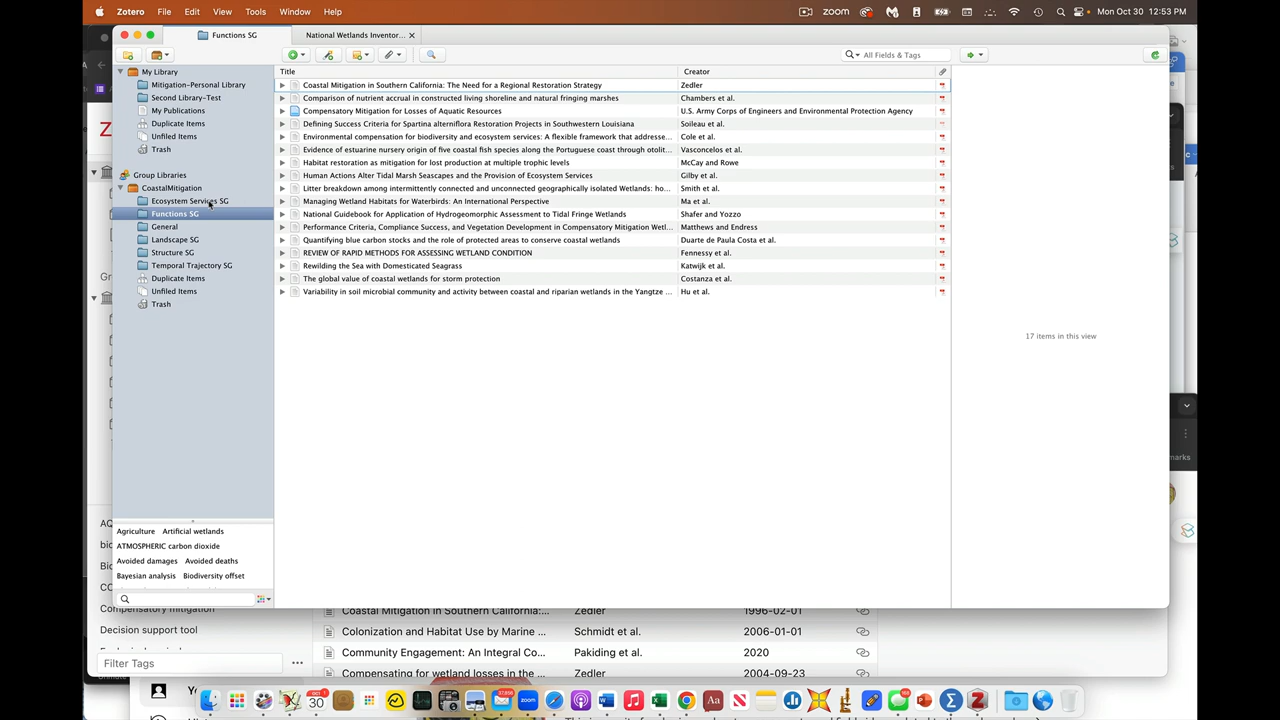 Zotero File Edit View Tools Window Help zoom Mon Oct 30 12:53 PM
Functions SG National Wetlands Inventor...
All Fields & Tags
My Library
Mitigation-Personal Library
Second Library-Test
My Publications
Duplicate Items
Unfiled Items
Trash
Group Libraries
CoastalMitigation
Ecosystem Services SG
Functions SG
General
Landscape SG
Structure SG
Temporal Trajectory SG
Duplicate Items
Unfiled Items
Trash
Title Creator
Coastal Mitigation in Southern California: The Need for a Regional Restoration Strategy Zedler
Comparison of nutrient accrual in constructed living shoreline and natural fringing marshes Chambers et al.
Compensatory Mitigation for Losses of Aquatic Resources U.S. Army Corps of Engineers and Environmental Protection Agency
Defining Success Criteria for Spartina alterniflora Restoration Projects in Southwestern Louisiana Soileau et al.
Environmental compensation for biodiversity and ecosystem services: A flexible framework that addresse... Cole et al.
Evidence of estuarine nursery origin of five coastal fish species along the Portuguese coast through otolit... Vasconcelos et al.
Habitat restoration as mitigation for lost production at multiple trophic levels McCay and Rowe
Human Actions Alter Tidal Marsh Seascapes and the Provision of Ecosystem Services Gilby et al.
Litter breakdown among intermittently connected and unconnected geographically isolated Wetlands: ho... Smith et al.
Managing Wetland Habitats for Waterbirds: An International Perspective Ma et al.
National Guidebook for Application of Hydrogeomorphic Assessment to Tidal Fringe Wetlands Shafer and Yozzo
Performance Criteria, Compliance Success, and Vegetation Development in Compensatory Mitigation Wetl... Matthews and Endress
Quantifying blue carbon stocks and the role of protected areas to conserve coastal wetlands Duarte de Paula Costa et al.
REVIEW OF RAPID METHODS FOR ASSESSING WETLAND CONDITION Fennessy et al.
Rewilding the Sea with Domesticated Seagrass Katwijk et al.
The global value of coastal wetlands for storm protection Costanza et al.
Variability in soil microbial community and activity between coastal and riparian wetlands in the Yangtze ... Hu et al.
17 items in this view
Agriculture Artificial wetlands
ATMOSPHERIC carbon dioxide
Avoided damages Avoided deaths
Bayesian analysis Biodiversity offset
Decision support tool
Filter Tags
Coastal Mitigation in Southern California:... Zedler 1996-02-01
Colonization and Habitat Use by Marine ... Schmidt et al. 2006-01-01
Community Engagement: An Integral Co... Pakiding et al. 2020
Compensating for wetland losses in the ... Zedler 2004-09-23